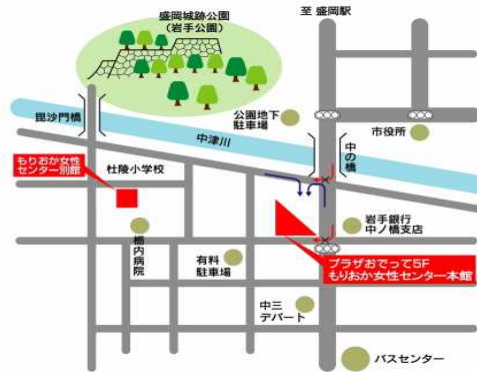 盛岡城跡公園
（岩手公園）
至 盛岡駅
毘沙門橋
公園地下
駐車場
中津川
中の橋
市役所
もりおか女性
センター別館
杜陵小学校
岩手銀行
中ノ橋支店
栃内病院
有料
駐車場
プラザおでって5F
もりおか女性センター本館
中三
デパート
バスセンター